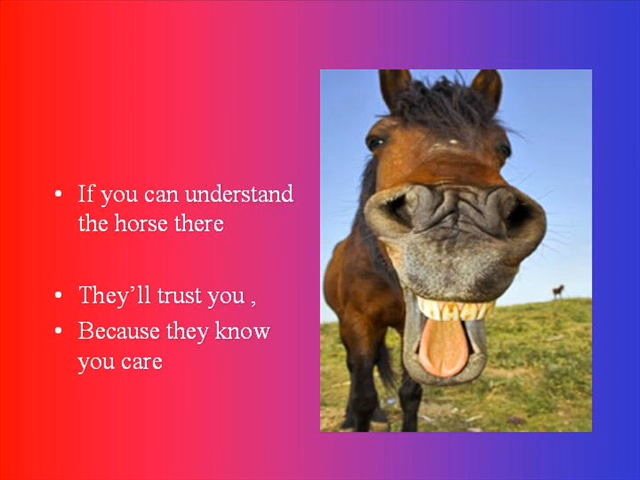 • If you can understand
the horse there
• They’ll trust you ,
• Because they know
you care